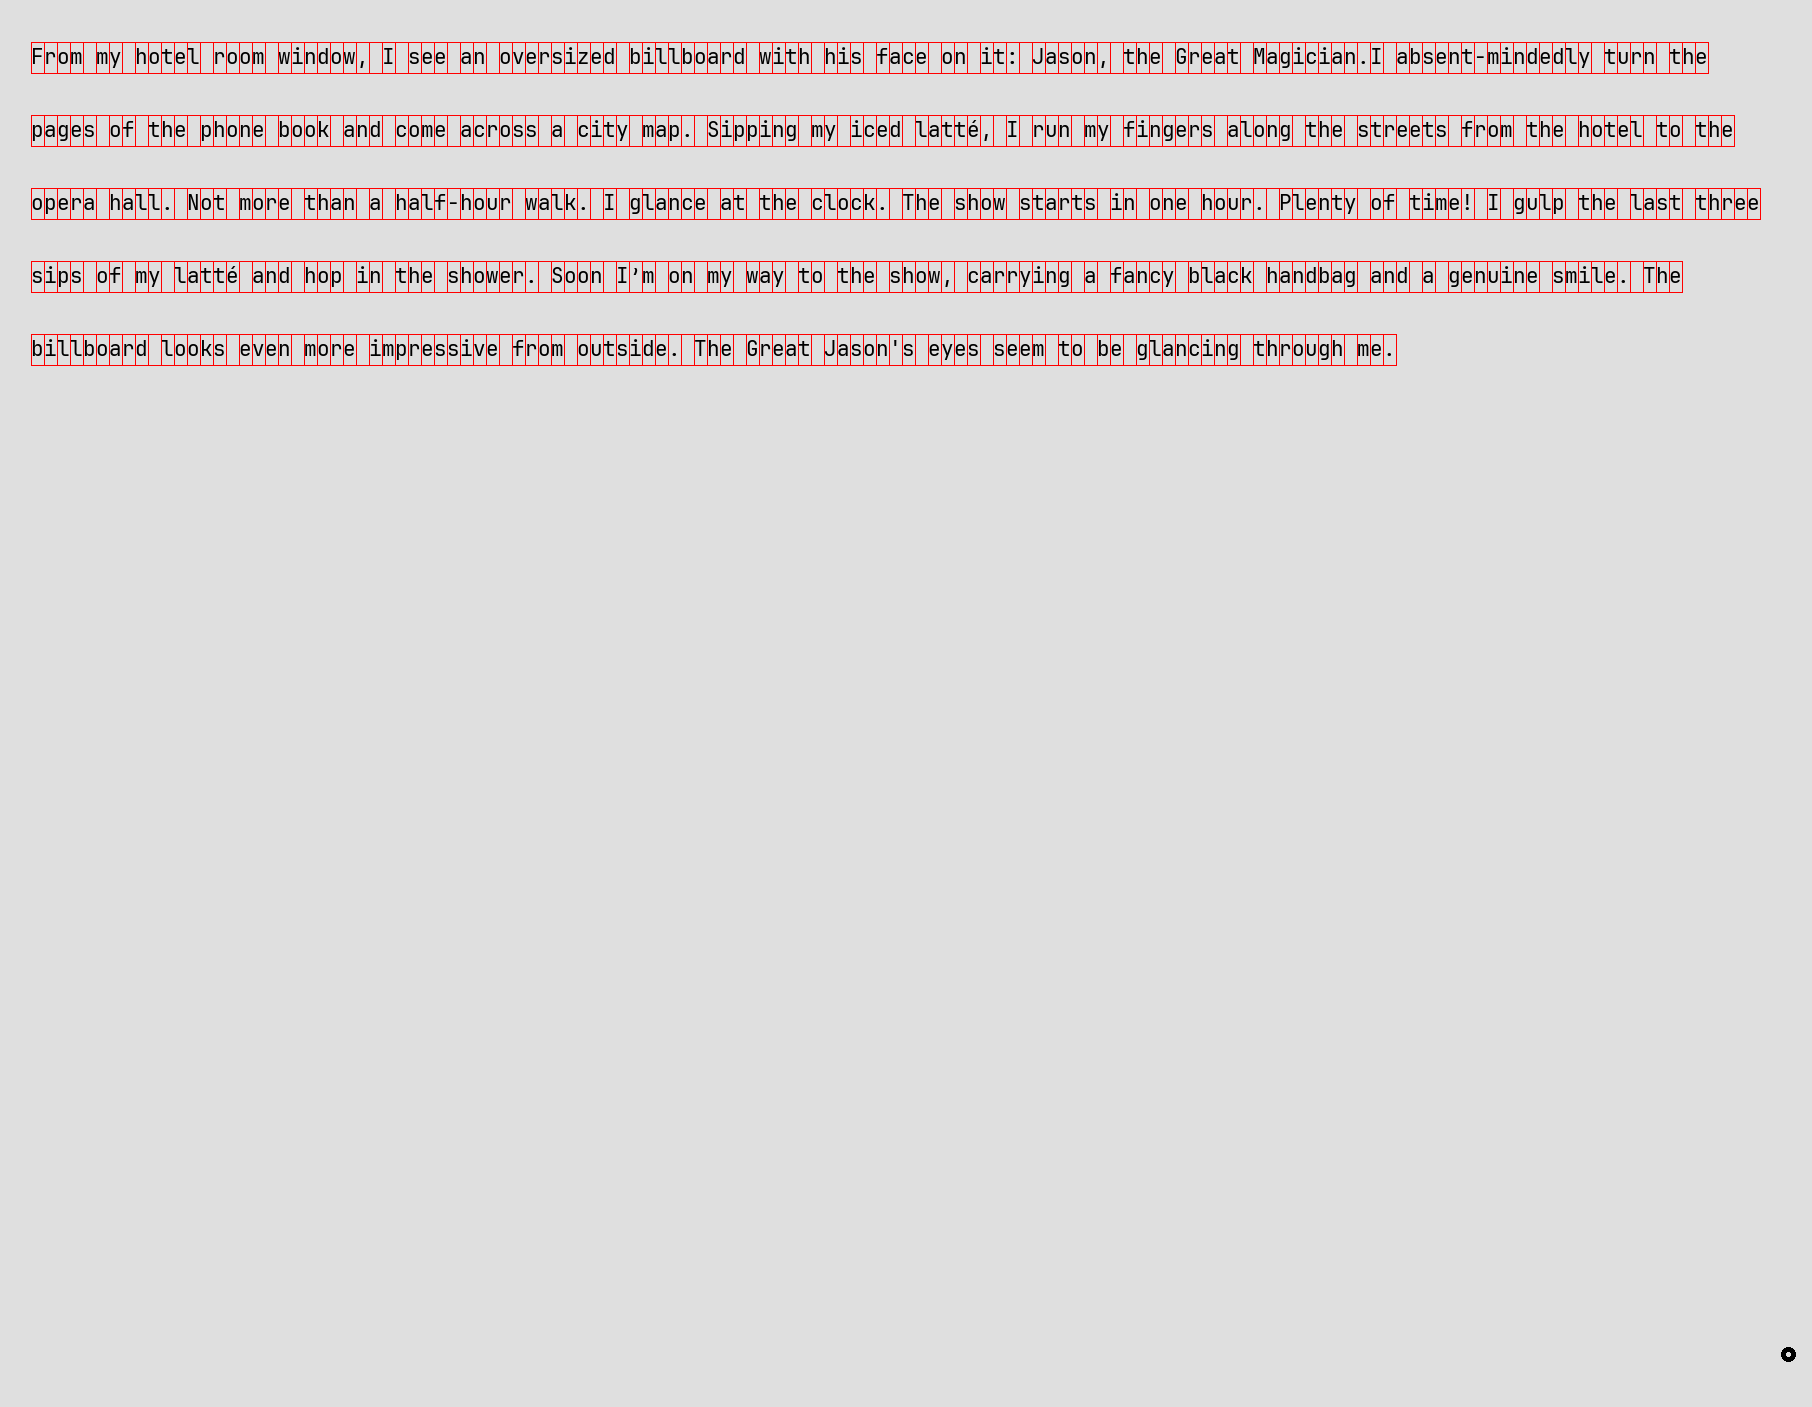 From my hotel room window, I see an oversized billboard with his face on it: Jason, the Great Magician.I absent-mindedly turn the
pages of the phone book and come across a city map. Sipping my iced latté, I run my fingers along the streets from the hotel to the
opera hall. Not more than a half-hour walk. I glance at the clock. The show starts in one hour. Plenty of time! I gulp the last three
sips of my latté and hop in the shower. Soon I’m on my way to the show, carrying a fancy black handbag and a genuine smile. The
billboard looks even more impressive from outside. The Great Jason's eyes seem to be glancing through me.